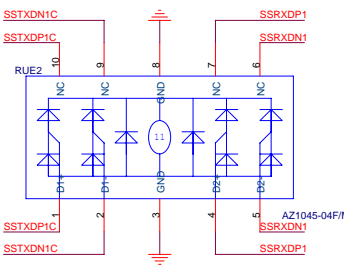 SSTXDN1C SSRXDP1
SSTXDP1C SSRXDN1
10 9 8 7 6
RUE2
NC NC GND NC NC
11
D1+ D1- GND D2+ D2-
1 2 3 4 5
AZ1045-04F/
SSTXDP1C SSRXDN1
SSTXDN1C SSRXDP1